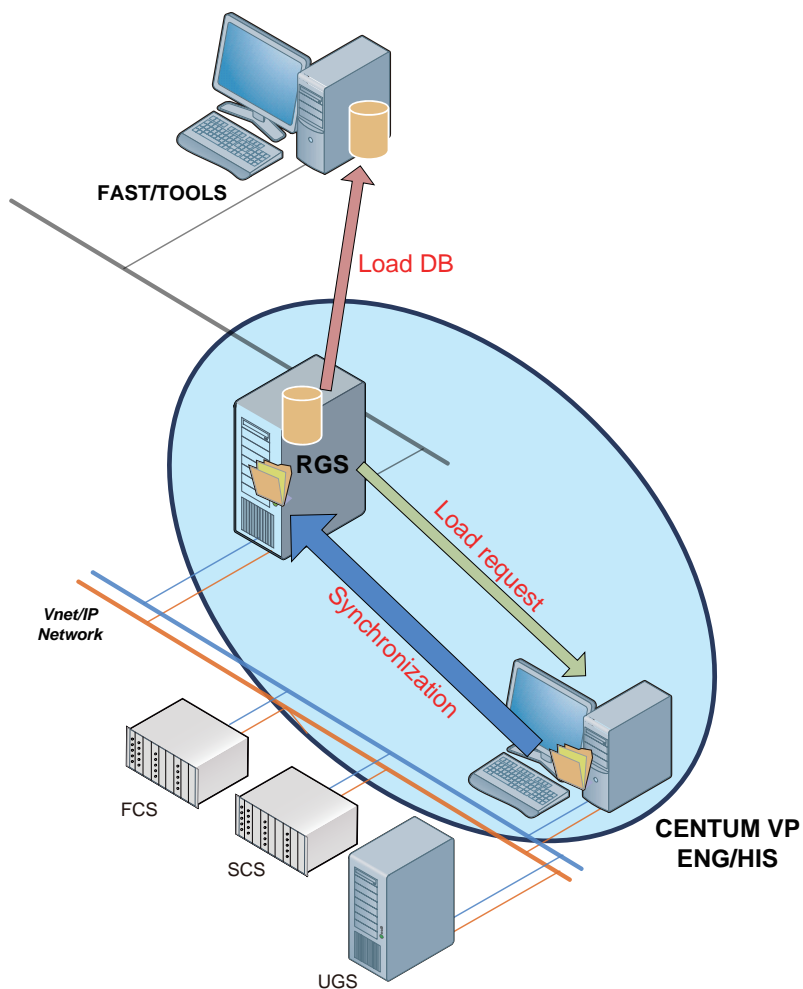 FAST/TOOLS
Load DB
RGS
Load request
Synchronization
Vnet/IP
Network
FCS
SCS
UGS
CENTUM VP
ENG/HIS